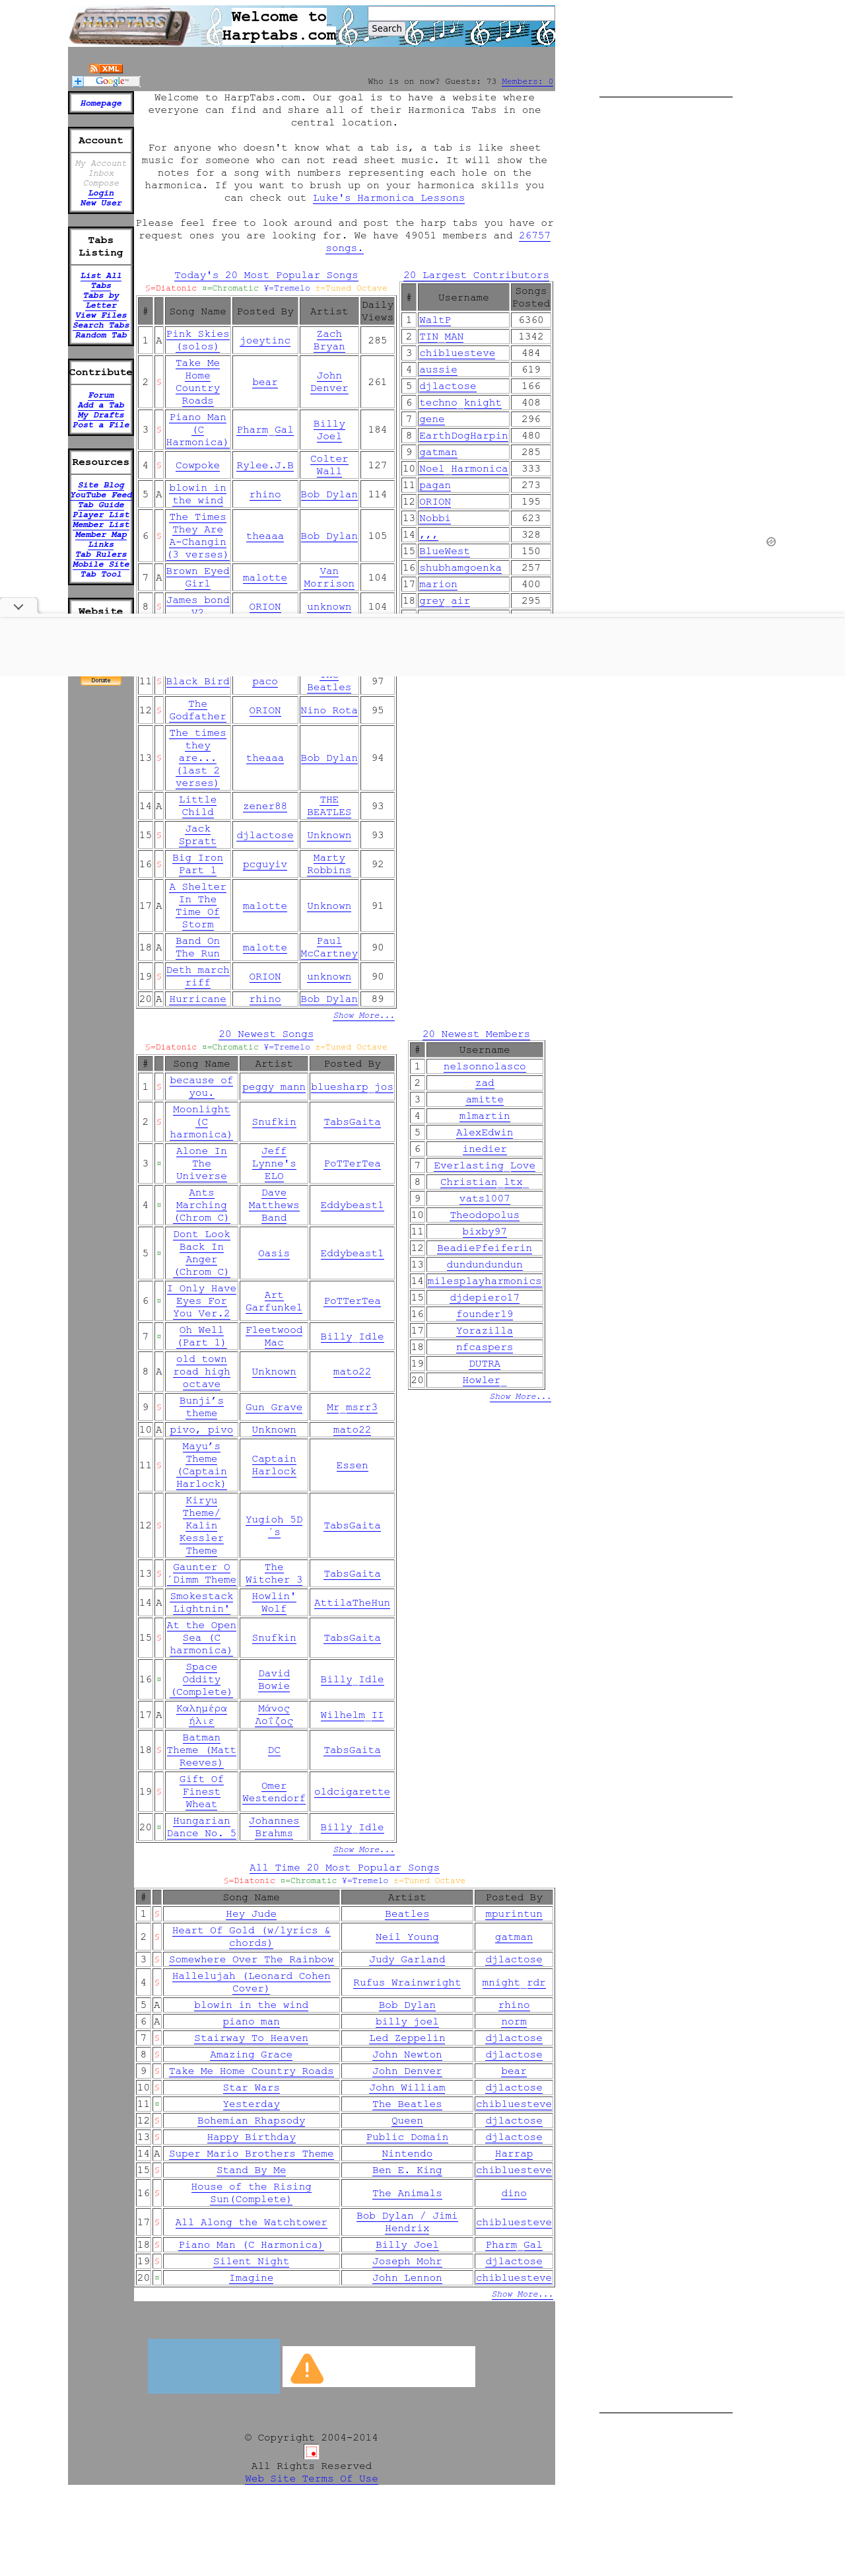 Welcome to
Harptabs.com
Search
XML
Google™
Who is on now? Guests: 73 Members: 0
Homepage
Account
My Account
Inbox
Compose
Login
New User
Tabs
Listing
List All
Tabs
Tabs by
Letter
View Files
Search Tabs
Random Tab
Contribute
Forum
Add a Tab
My Drafts
Post a File
Resources
Site Blog
YouTube Feed
Tab Guide
Player List
Member List
Member Map
Links
Tab Rulers
Mobile Site
Tab Tool
Website
Donate
Welcome to HarpTabs.com. Our goal is to have a website where
everyone can find and share all of their Harmonica Tabs in one
central location.
For anyone who doesn't know what a tab is, a tab is like sheet
music for someone who can not read sheet music. It will show the
notes for a song with numbers representing each hole on the
harmonica. If you want to brush up on your harmonica skills you
can check out Luke's Harmonica Lessons
Please feel free to look around and post the harp tabs you have or
request ones you are looking for. We have 49051 members and 26757
songs.
Today's 20 Most Popular Songs
S=Diatonic ¤=Chromatic ¥=Tremelo ±=Tuned Octave
# Song Name Posted By Artist Daily Views
1 A Pink Skies (solos) joeytinc Zach Bryan 285
2 S Take Me Home Country Roads bear John Denver 261
3 S Piano Man (C Harmonica) Pharm_Gal Billy Joel 184
4 S Cowpoke Rylee.J.B Colter Wall 127
5 A blowin in the wind rhino Bob Dylan 114
6 S The Times They Are A-Changin (3 verses) theaaa Bob Dylan 105
7 A Brown Eyed Girl malotte Van Morrison 104
8 S James bond V2 ORION unknown 104
11 S Black Bird paco The Beatles 97
12 S The Godfather ORION Nino Rota 95
13 S The times they are... (last 2 verses) theaaa Bob Dylan 94
14 A Little Child zener88 THE BEATLES 93
15 S Jack Spratt djlactose Unknown 93
16 S Big Iron Part 1 pcguyiv Marty Robbins 92
17 A A Shelter In The Time Of Storm malotte Unknown 91
18 A Band On The Run malotte Paul McCartney 90
19 S Deth march riff ORION unknown 90
20 A Hurricane rhino Bob Dylan 89
Show More...
20 Largest Contributors
# Username Songs Posted
1 WaltP 6360
2 TIN_MAN 1342
3 chibluesteve 484
4 aussie 619
5 djlactose 166
6 techno_knight 408
7 gene 296
8 EarthDogHarpin 480
9 gatman 285
10 Noel_Harmonica 333
11 pagan 273
12 ORION 195
13 Nobbi 623
14 ,,, 328
15 BlueWest 150
16 shubhamgoenka 257
17 marion 400
18 grey_air 295
20 Newest Songs
S=Diatonic ¤=Chromatic ¥=Tremelo ±=Tuned Octave
# Song Name Artist Posted By
1 S because of you. peggy mann bluesharp_jos
2 S Moonlight (C harmonica) Snufkin TabsGaita
3 ¤ Alone In The Universe Jeff Lynne's ELO PoTTerTea
4 ¤ Ants Marching (Chrom C) Dave Matthews Band Eddybeast1
5 ¤ Dont Look Back In Anger (Chrom C) Oasis Eddybeast1
6 ¤ I Only Have Eyes For You Ver.2 Art Garfunkel PoTTerTea
7 ¤ Oh Well (Part 1) Fleetwood Mac Billy_Idle
8 A old town road high octave Unknown mato22
9 S Bunji’s theme Gun Grave Mr_msrr3
10 A pivo, pivo Unknown mato22
11 S Mayu’s Theme (Captain Harlock) Captain Harlock Essen
12 S Kiryu Theme/ Kalin Kessler Theme Yugioh 5D ´s TabsGaita
13 S Gaunter O ´Dimm Theme The Witcher 3 TabsGaita
14 A Smokestack Lightnin' Howlin' Wolf AttilaTheHun
15 S At the Open Sea (C harmonica) Snufkin TabsGaita
16 ¤ Space Oddity (Complete) David Bowie Billy_Idle
17 A Καλημέρα ήλιε Μάνος Λοΐζος Wilhelm_II
18 S Batman Theme (Matt Reeves) DC TabsGaita
19 S Gift Of Finest Wheat Omer Westendorf oldcigarette
20 ¤ Hungarian Dance No. 5 Johannes Brahms Billy_Idle
Show More...
20 Newest Members
# Username
1 nelsonnolasco
2 zad
3 amitte
4 mlmartin
5 AlexEdwin
6 inedier
7 Everlasting_Love
8 Christian_ltx_
9 vats1007
10 Theodopolus
11 bixby97
12 BeadiePfeiferin
13 dundundundun
14 milesplayharmonics
15 djdepiero17
16 founder19
17 Yorazilla
18 nfcaspers
19 DUTRA
20 Howler_
Show More...
All Time 20 Most Popular Songs
S=Diatonic ¤=Chromatic ¥=Tremelo ±=Tuned Octave
# Song Name Artist Posted By
1 S Hey Jude Beatles mpurintun
2 S Heart Of Gold (w/lyrics & chords) Neil Young gatman
3 S Somewhere Over The Rainbow Judy Garland djlactose
4 S Hallelujah (Leonard Cohen Cover) Rufus Wrainwright mnight_rdr
5 A blowin in the wind Bob Dylan rhino
6 A piano man billy joel norm
7 S Stairway To Heaven Led Zeppelin djlactose
8 S Amazing Grace John Newton djlactose
9 S Take Me Home Country Roads John Denver bear
10 S Star Wars John William djlactose
11 ¤ Yesterday The Beatles chibluesteve
12 S Bohemian Rhapsody Queen djlactose
13 S Happy Birthday Public Domain djlactose
14 A Super Mario Brothers Theme Nintendo Harrap
15 S Stand By Me Ben E. King chibluesteve
16 S House of the Rising Sun(Complete) The Animals dino
17 S All Along the Watchtower Bob Dylan / Jimi Hendrix chibluesteve
18 S Piano Man (C Harmonica) Billy Joel Pharm_Gal
19 S Silent Night Joseph Mohr djlactose
20 ¤ Imagine John Lennon chibluesteve
Show More...
© Copyright 2004-2014
All Rights Reserved
Web Site Terms Of Use